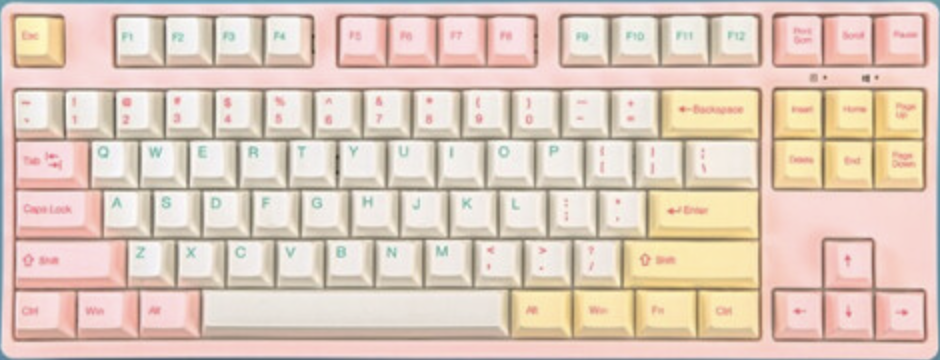 Esc F1 F2 F3 F4 F5 F6 F7 F8 F9 F10 F11 F12 Print Scrn Scroll Pause
~ ! @ # $ % ^ & * ( ) — +
` 1 2 3 4 5 6 7 8 9 0 – = ←Backspace Insert Home Page Up
Tab Q W E R T Y U I O P { } |
[ ] \ Delete End Page Down
Caps Lock A S D F G H J K L : " ↵Enter
; '
⇧ Shift Z X C V B N M < > ? ⇧ Shift ↑
, . /
Ctrl Win Alt Alt Win Fn Ctrl ← ↓ →